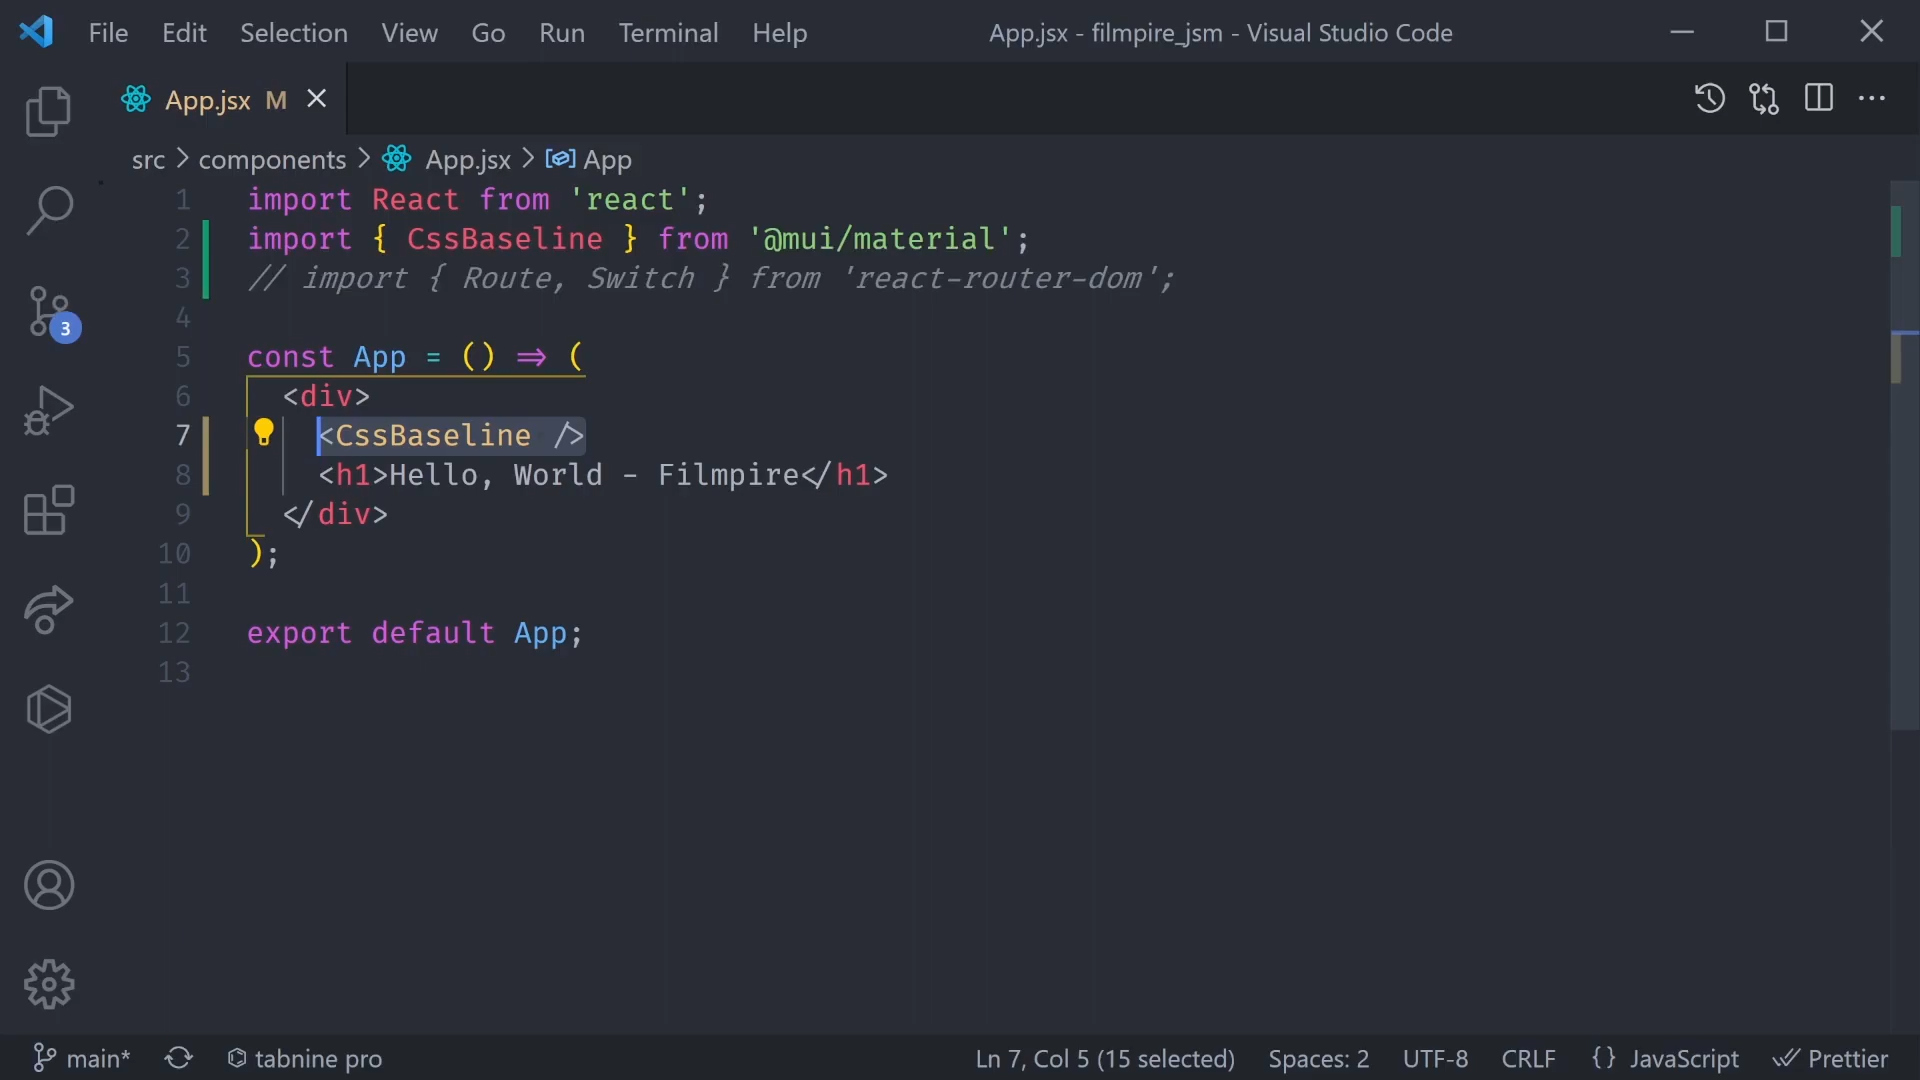 File Edit Selection View Go Run Terminal Help App.jsx - filmpire_jsm - Visual Studio Code
App.jsx M
src > components > App.jsx > App
1 import React from 'react';
2 import { CssBaseline } from '@mui/material';
3 // import { Route, Switch } from 'react-router-dom';
4
5 const App = () => (
6 <div>
7 <CssBaseline />
8 <h1>Hello, World - Filmpire</h1>
9 </div>
10 );
11
12 export default App;
13
3
main* tabnine pro Ln 7, Col 5 (15 selected) Spaces: 2 UTF-8 CRLF {} JavaScript Prettier